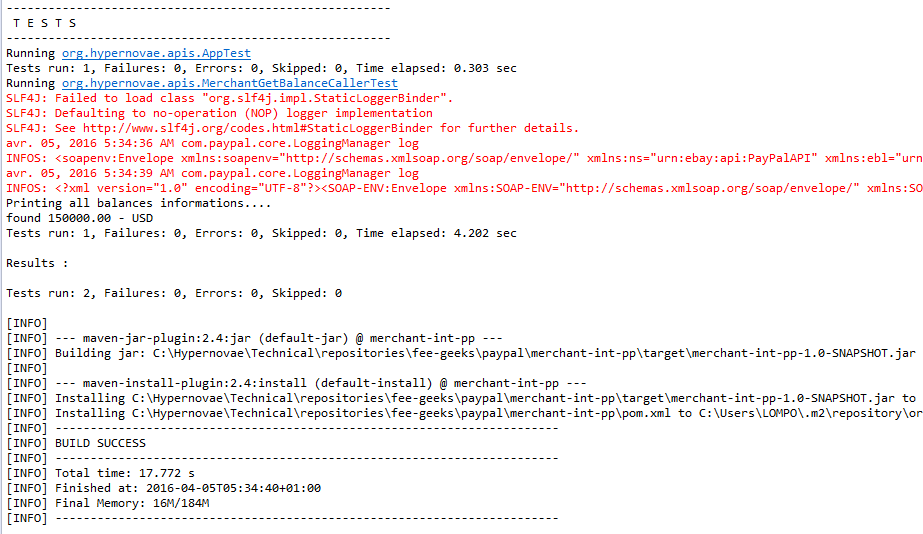 -------------------------------------------------------
 T E S T S
-------------------------------------------------------
Running org.hypernovae.apis.AppTest
Tests run: 1, Failures: 0, Errors: 0, Skipped: 0, Time elapsed: 0.303 sec
Running org.hypernovae.apis.MerchantGetBalanceCallerTest
SLF4J: Failed to load class "org.slf4j.impl.StaticLoggerBinder".
SLF4J: Defaulting to no-operation (NOP) logger implementation
SLF4J: See http://www.slf4j.org/codes.html#StaticLoggerBinder for further details.
avr. 05, 2016 5:34:36 AM com.paypal.core.LoggingManager log
INFOS: <soapenv:Envelope xmlns:soapenv="http://schemas.xmlsoap.org/soap/envelope/" xmlns:ns="urn:ebay:api:PayPalAPI" xmlns:ebl="urn
avr. 05, 2016 5:34:39 AM com.paypal.core.LoggingManager log
INFOS: <?xml version="1.0" encoding="UTF-8"?><SOAP-ENV:Envelope xmlns:SOAP-ENV="http://schemas.xmlsoap.org/soap/envelope/" xmlns:SO
Printing all balances informations....
found 150000.00 - USD
Tests run: 1, Failures: 0, Errors: 0, Skipped: 0, Time elapsed: 4.202 sec

Results :

Tests run: 2, Failures: 0, Errors: 0, Skipped: 0

[INFO]
[INFO] --- maven-jar-plugin:2.4:jar (default-jar) @ merchant-int-pp ---
[INFO] Building jar: C:\Hypernovae\Technical\repositories\fee-geeks\paypal\merchant-int-pp\target\merchant-int-pp-1.0-SNAPSHOT.jar
[INFO]
[INFO] --- maven-install-plugin:2.4:install (default-install) @ merchant-int-pp ---
[INFO] Installing C:\Hypernovae\Technical\repositories\fee-geeks\paypal\merchant-int-pp\target\merchant-int-pp-1.0-SNAPSHOT.jar to
[INFO] Installing C:\Hypernovae\Technical\repositories\fee-geeks\paypal\merchant-int-pp\pom.xml to C:\Users\LOMPO\.m2\repository\or
[INFO] ------------------------------------------------------------------------
[INFO] BUILD SUCCESS
[INFO] ------------------------------------------------------------------------
[INFO] Total time: 17.772 s
[INFO] Finished at: 2016-04-05T05:34:40+01:00
[INFO] Final Memory: 16M/184M
[INFO] ------------------------------------------------------------------------